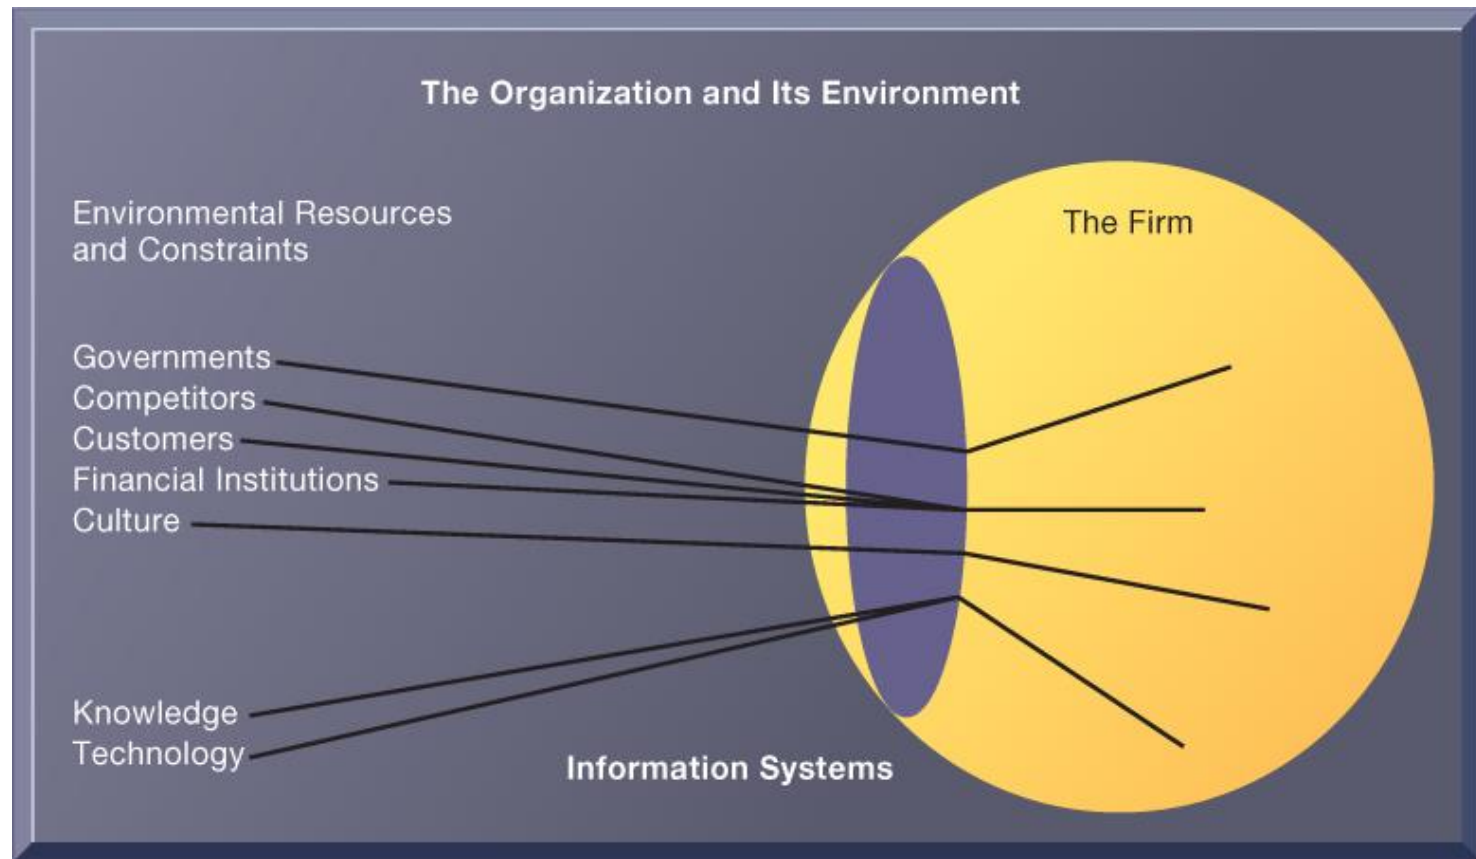 The Organization and Its Environment
Environmental Resources
and Constraints
The Firm
Governments
Competitors
Customers
Financial Institutions
Culture
Knowledge
Technology
Information Systems